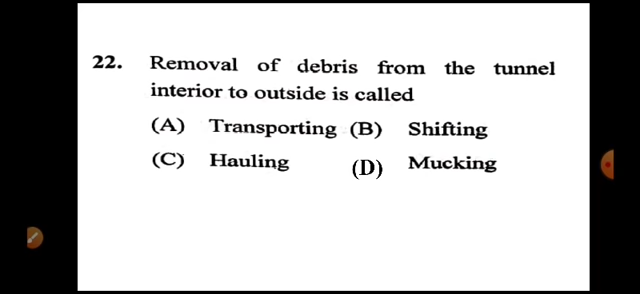 22. Removal of debris from the tunnel
interior to outside is called
(A) Transporting (B) Shifting
(C) Hauling (D) Mucking